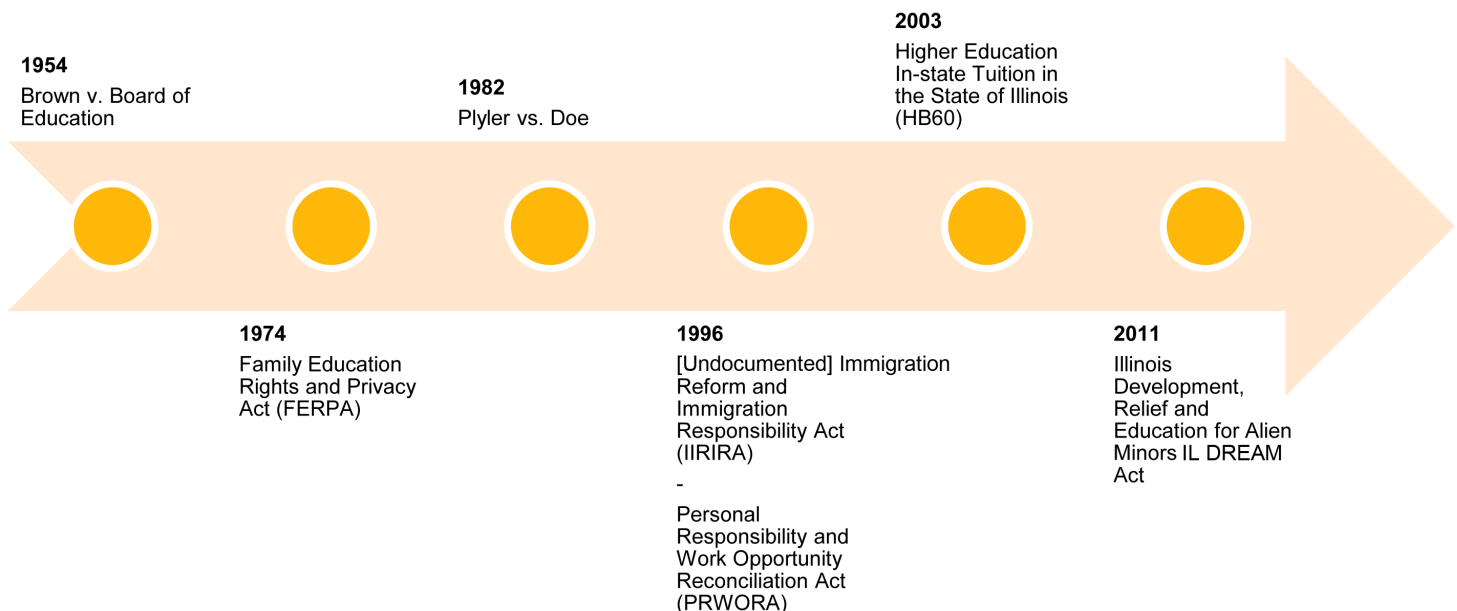 1954
Brown v. Board of
Education
1974
Family Education
Rights and Privacy
Act (FERPA)
1982
Plyler vs. Doe
1996
[Undocumented] Immigration
Reform and
Immigration
Responsibility Act
(IIRIRA)
-
Personal
Responsibility and
Work Opportunity
Reconciliation Act
(PRWORA)
2003
Higher Education
In-state Tuition in
the State of Illinois
(HB60)
2011
Illinois
Development,
Relief and
Education for Alien
Minors IL DREAM
Act